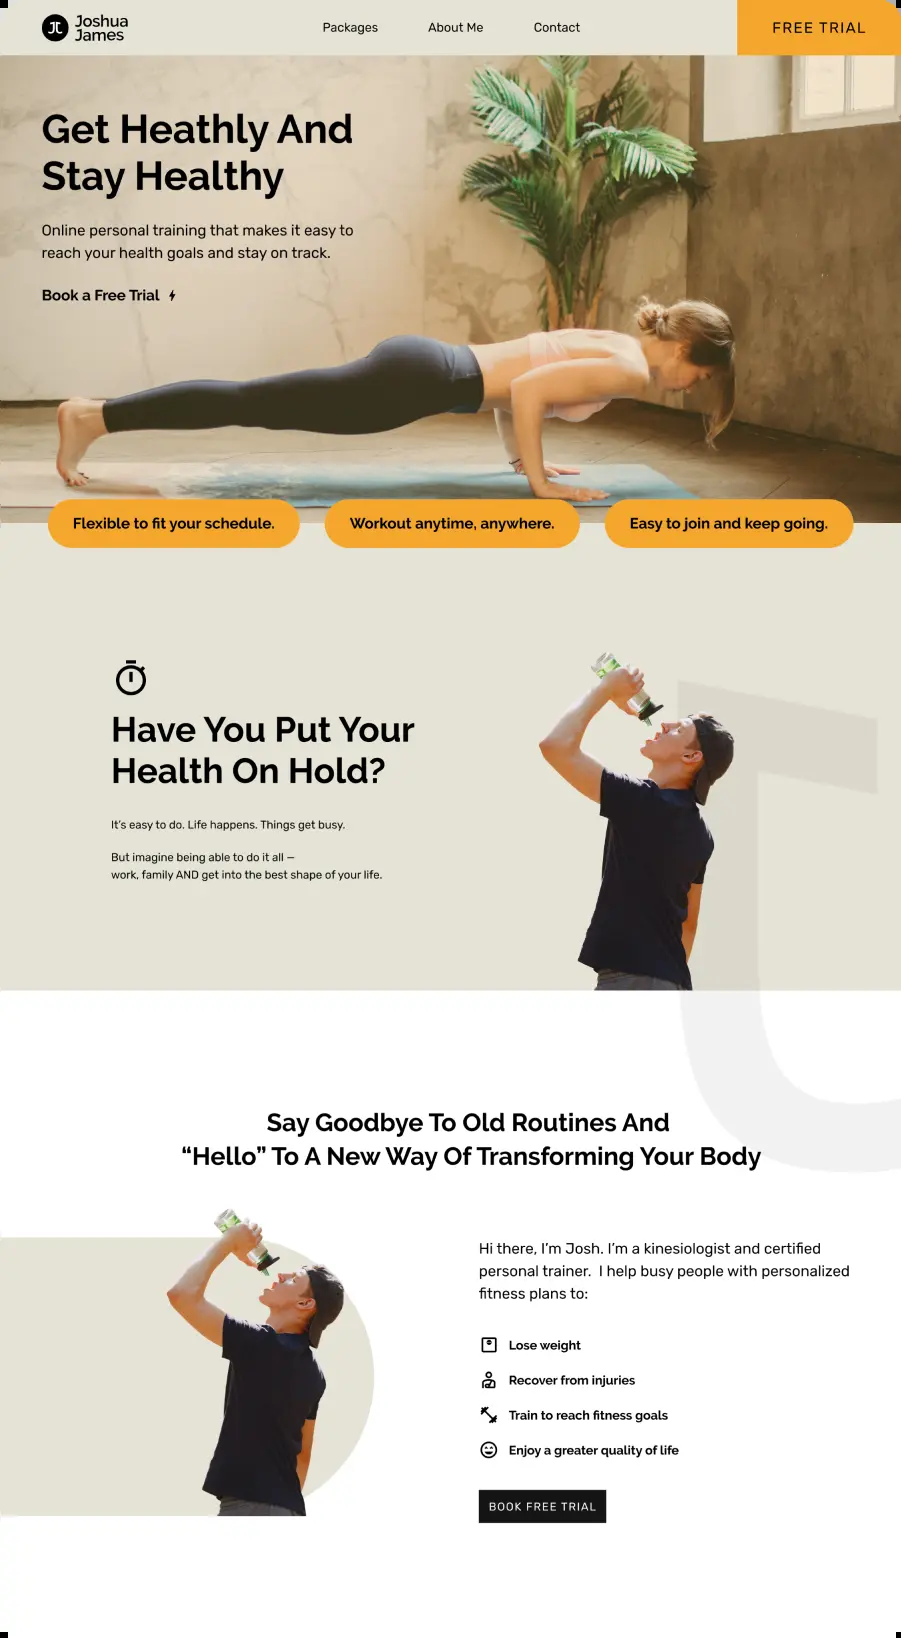 Joshua
James
Packages
About Me
Contact
FREE TRIAL
Get Heathly And
Stay Healthy
Online personal training that makes it easy to
reach your health goals and stay on track.
Book a Free Trial
Flexible to fit your schedule.
Workout anytime, anywhere.
Easy to join and keep going.
Have You Put Your
Health On Hold?
It's easy to do. Life happens. Things get busy.
But imagine being able to do it all —
work, family AND get into the best shape of your life.
Say Goodbye To Old Routines And
“Hello” To A New Way Of Transforming Your Body
Hi there, I'm Josh. I'm a kinesiologist and certified
personal trainer. I help busy people with personalized
fitness plans to:
Lose weight
Recover from injuries
Train to reach fitness goals
Enjoy a greater quality of life
BOOK FREE TRIAL